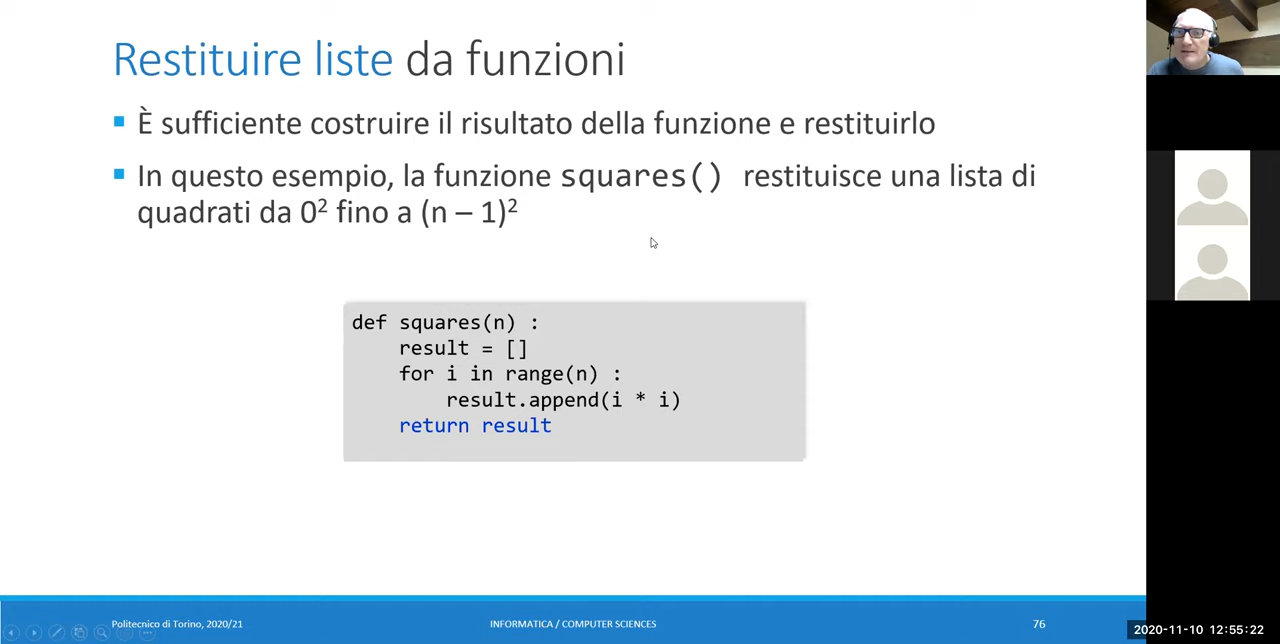 Restituire liste da funzioni
È sufficiente costruire il risultato della funzione e restituirlo
In questo esempio, la funzione squares() restituisce una lista di
quadrati da 0² fino a (n – 1)²
def squares(n) :
    result = []
    for i in range(n) :
        result.append(i * i)
    return result
Politecnico di Torino, 2020/21
INFORMATICA / COMPUTER SCIENCES
76
2020-11-10 12:55:22